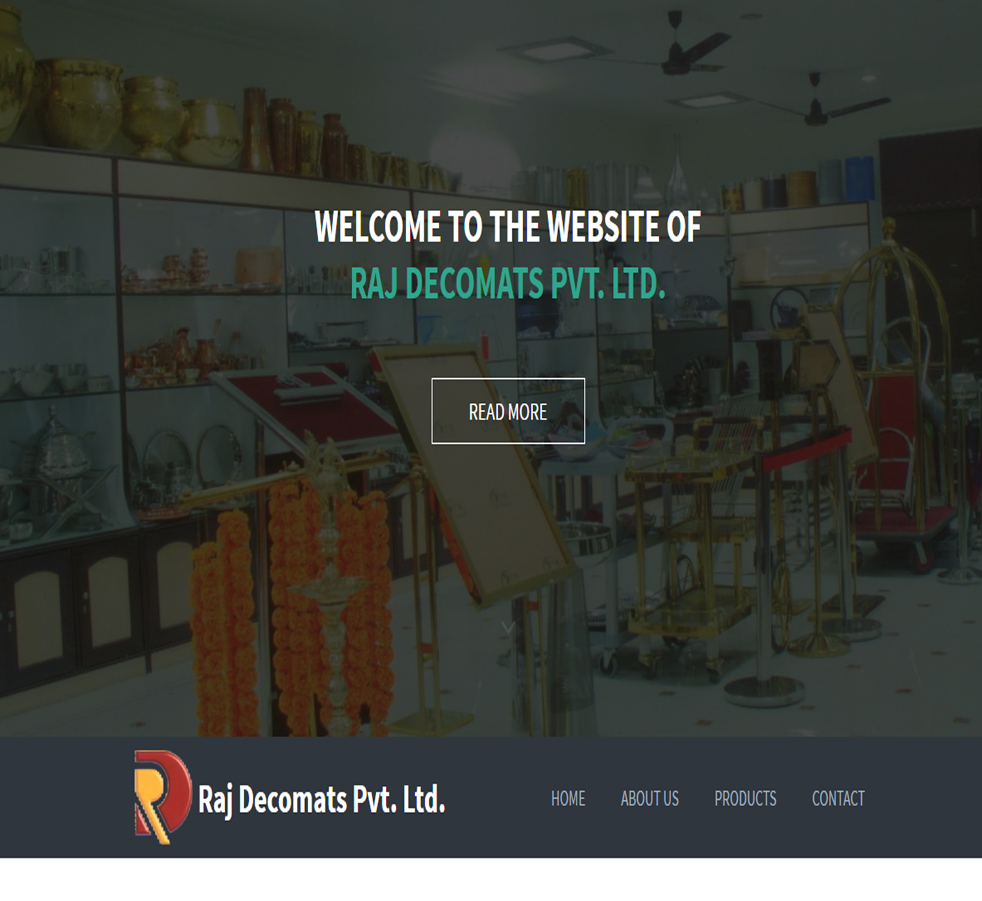 WELCOME TO THE WEBSITE OF
RAJ DECOMATS PVT. LTD.
READ MORE
Raj Decomats Pvt. Ltd.
HOME ABOUT US PRODUCTS CONTACT